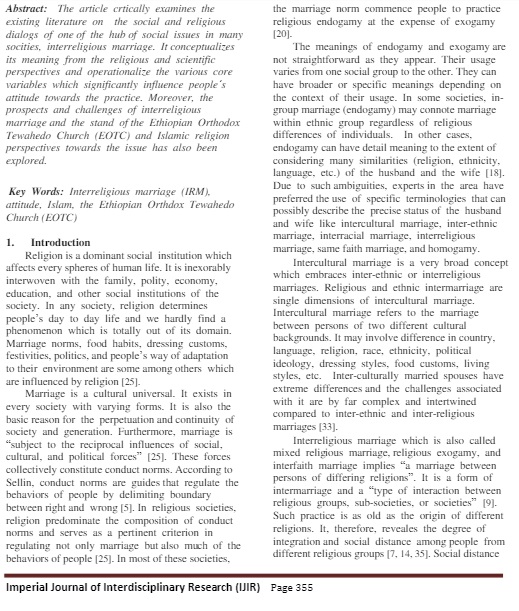 Abstract: The article crtically examines the
existing literature on the social and religious
dialogs of one of the hub of social issues in many
socities, interreligious marriage. It conceptualizes
its meaning from the religious and scientific
perspectives and operationalize the various core
variables which significantly influence people´s
attitude towards the practice. Moreover, the
prospects and challenges of interreligious
marriage and the stand of the Ethiopian Orthodox
Tewahedo Church (EOTC) and Islamic religion
perspectives towards the issue has also been
explored.
Key Words: Interreligious marriage (IRM),
attitude, Islam, the Ethiopian Orthdox Tewahedo
Church (EOTC)
1. Introduction
Religion is a dominant social institution which
affects every spheres of human life. It is inexorably
interwoven with the family, polity, economy,
education, and other social institutions of the
society. In any society, religion determines
people's day to day life and we hardly find a
phenomenon which is totally out of its domain.
Marriage norms, food habits, dressing customs,
festivities, politics, and people's way of adaptation
to their environment are some among others which
are influenced by religion [25].
Marriage is a cultural universal. It exists in
every society with varying forms. It is also the
basic reason for the perpetuation and continuity of
society and generation. Furthermore, marriage is
“subject to the reciprocal influences of social,
cultural, and political forces” [25]. These forces
collectively constitute conduct norms. According to
Sellin, conduct norms are guides that regulate the
behaviors of people by delimiting boundary
between right and wrong [5]. In religious societies,
religion predominate the composition of conduct
norms and serves as a pertinent criterion in
regulating not only marriage but also much of the
behaviors of people [25]. In most of these societies,
the marriage norm commence people to practice
religious endogamy at the expense of exogamy
[20].
The meanings of endogamy and exogamy are
not straightforward as they appear. Their usage
varies from one social group to the other. They can
have broader or specific meanings depending on
the context of their usage. In some societies, in-
group marriage (endogamy) may connote marriage
within ethnic group regardless of religious
differences of individuals. In other cases,
endogamy can have detail meaning to the extent of
considering many similarities (religion, ethnicity,
language, etc.) of the husband and the wife [18].
Due to such ambiguities, experts in the area have
preferred the use of specific terminologies that can
possibly describe the precise status of the husband
and wife like intercultural marriage, inter-ethnic
marriage, interracial marriage, interreligious
marriage, same faith marriage, and homogamy.
Intercultural marriage is a very broad concept
which embraces inter-ethnic or interreligious
marriages. Religious and ethnic intermarriage are
single dimensions of intercultural marriage.
Intercultural marriage refers to the marriage
between persons of two different cultural
backgrounds. It may involve difference in country,
language, religion, race, ethnicity, political
ideology, dressing styles, food customs, living
styles, etc. Inter-culturally married spouses have
extreme differences and the challenges associated
with it are by far complex and intertwined
compared to inter-ethnic and inter-religious
marriages [33].
Interreligious marriage which is also called
mixed religious marriage, religious exogamy, and
interfaith marriage implies “a marriage between
persons of differing religions”. It is a form of
intermarriage and a “type of interaction between
religious groups, sub-societies, or societies” [9].
Such practice is as old as the origin of different
religions. It, therefore, reveals the degree of
integration and social distance among people from
different religious groups [7, 14, 35]. Social distance
Imperial Journal of Interdisciplinary Research (IJIR) Page 355